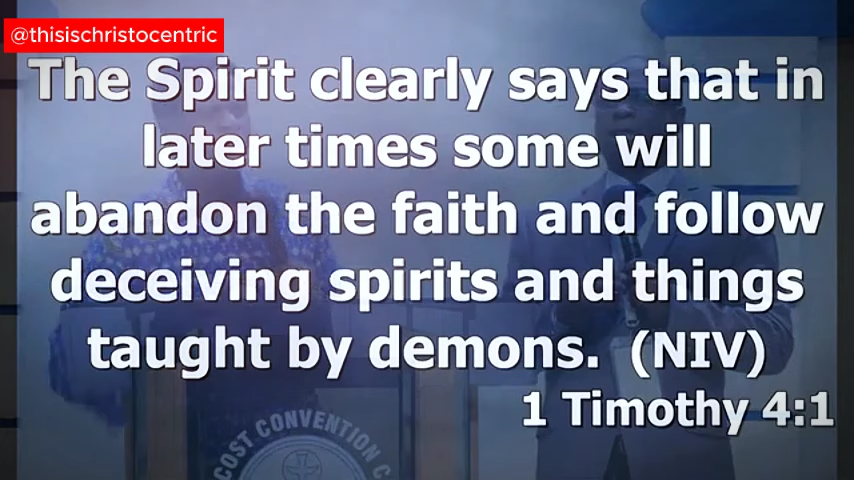 @thisischristocentric
The Spirit clearly says that in
later times some will
abandon the faith and follow
deceiving spirits and things
taught by demons. (NIV)
1 Timothy 4:1
COST CONVENTION C